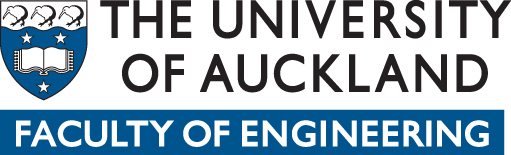 THE UNIVERSITY
OF AUCKLAND
FACULTY OF ENGINEERING